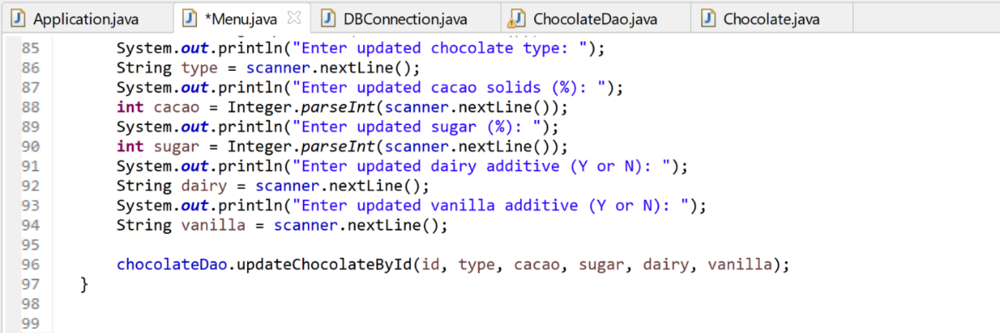 Application.java *Menu.java DBConnection.java ChocolateDao.java Chocolate.java
85 System.out.println("Enter updated chocolate type: ");
86 String type = scanner.nextLine();
87 System.out.println("Enter updated cacao solids (%): ");
88 int cacao = Integer.parseInt(scanner.nextLine());
89 System.out.println("Enter updated sugar (%): ");
90 int sugar = Integer.parseInt(scanner.nextLine());
91 System.out.println("Enter updated dairy additive (Y or N): ");
92 String dairy = scanner.nextLine();
93 System.out.println("Enter updated vanilla additive (Y or N): ");
94 String vanilla = scanner.nextLine();
95
96 chocolateDao.updateChocolateById(id, type, cacao, sugar, dairy, vanilla);
97 }
98
99